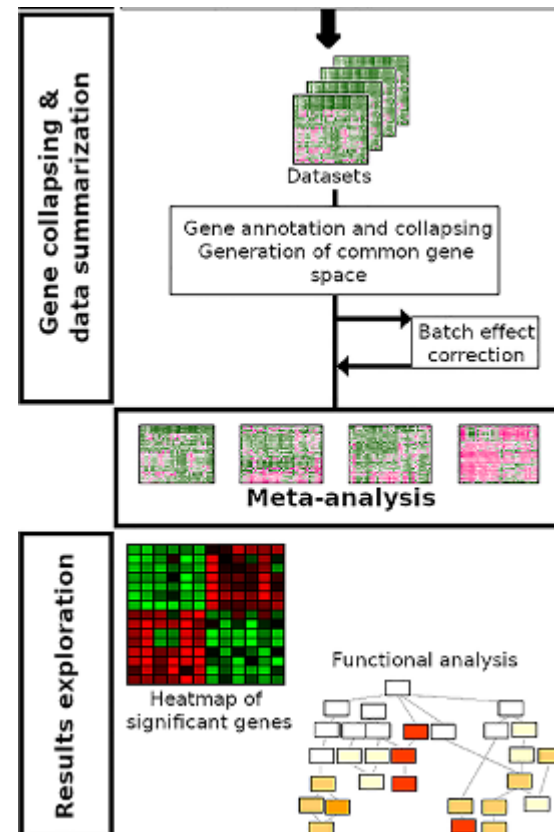 Gene collapsing &
data summarization
Datasets
Gene annotation and collapsing
Generation of common gene
space
Batch effect
correction
Meta-analysis
Results exploration
Heatmap of
significant genes
Functional analysis